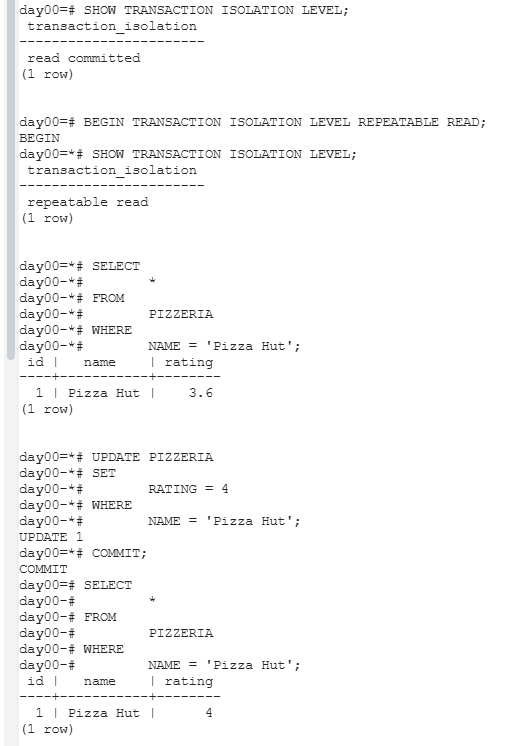 day00=# SHOW TRANSACTION ISOLATION LEVEL;
 transaction_isolation
-----------------------
 read committed
(1 row)


day00=# BEGIN TRANSACTION ISOLATION LEVEL REPEATABLE READ;
BEGIN
day00=*# SHOW TRANSACTION ISOLATION LEVEL;
 transaction_isolation
-----------------------
 repeatable read
(1 row)


day00=*# SELECT
day00-*#        *
day00-*# FROM
day00-*#        PIZZERIA
day00-*# WHERE
day00-*#        NAME = 'Pizza Hut';
 id |   name    | rating
----+-----------+--------
  1 | Pizza Hut |    3.6
(1 row)


day00=*# UPDATE PIZZERIA
day00-*# SET
day00-*#        RATING = 4
day00-*# WHERE
day00-*#        NAME = 'Pizza Hut';
UPDATE 1
day00=*# COMMIT;
COMMIT
day00=# SELECT
day00-#         *
day00-# FROM
day00-#         PIZZERIA
day00-# WHERE
day00-#         NAME = 'Pizza Hut';
 id |   name    | rating
----+-----------+--------
  1 | Pizza Hut |      4
(1 row)